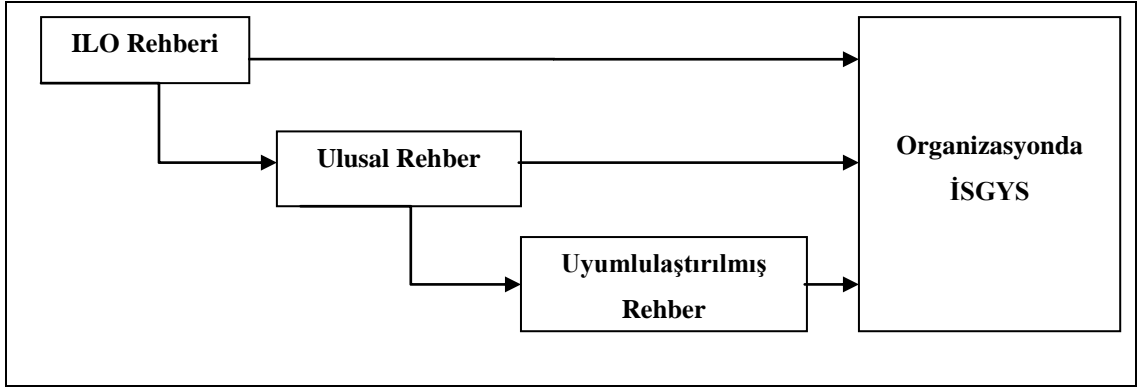 ILO Rehberi
Ulusal Rehber
Organizasyonda
İSGYS
Uyumlulaştırılmış
Rehber